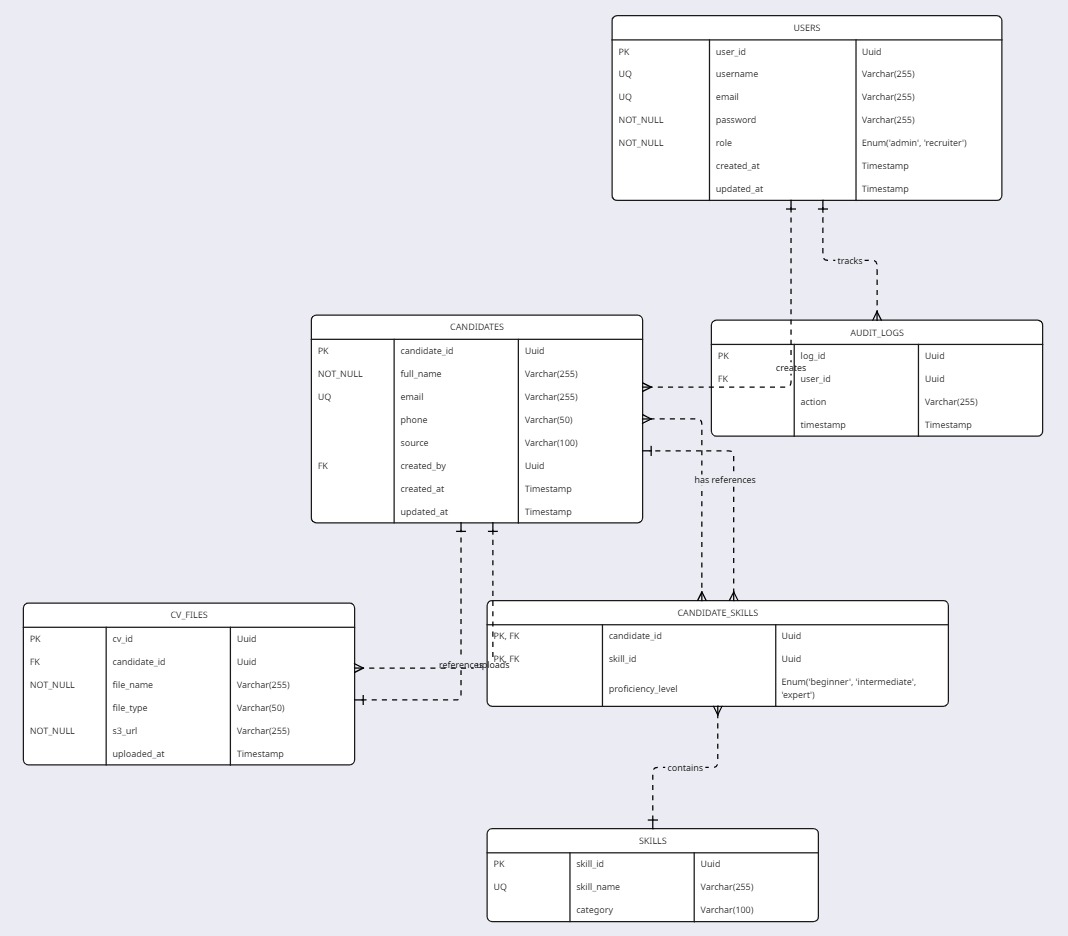 USERS
PK user_id Uuid
UQ username Varchar(255)
UQ email Varchar(255)
NOT_NULL password Varchar(255)
NOT_NULL role Enum('admin', 'recruiter')
created_at Timestamp
updated_at Timestamp
tracks
CANDIDATES
PK candidate_id Uuid
NOT_NULL full_name Varchar(255)
UQ email Varchar(255)
phone Varchar(50)
source Varchar(100)
FK created_by Uuid
created_at Timestamp
updated_at Timestamp
AUDIT_LOGS
PK log_id Uuid
creates
FK user_id Uuid
action Varchar(255)
timestamp Timestamp
has references
CV_FILES
PK cv_id Uuid
FK candidate_id Uuid
NOT_NULL file_name Varchar(255)
file_type Varchar(50)
NOT_NULL s3_url Varchar(255)
uploaded_at Timestamp
references
uploads
CANDIDATE_SKILLS
PK, FK candidate_id Uuid
PK, FK skill_id Uuid
proficiency_level Enum('beginner', 'intermediate',
'expert')
contains
SKILLS
PK skill_id Uuid
UQ skill_name Varchar(255)
category Varchar(100)